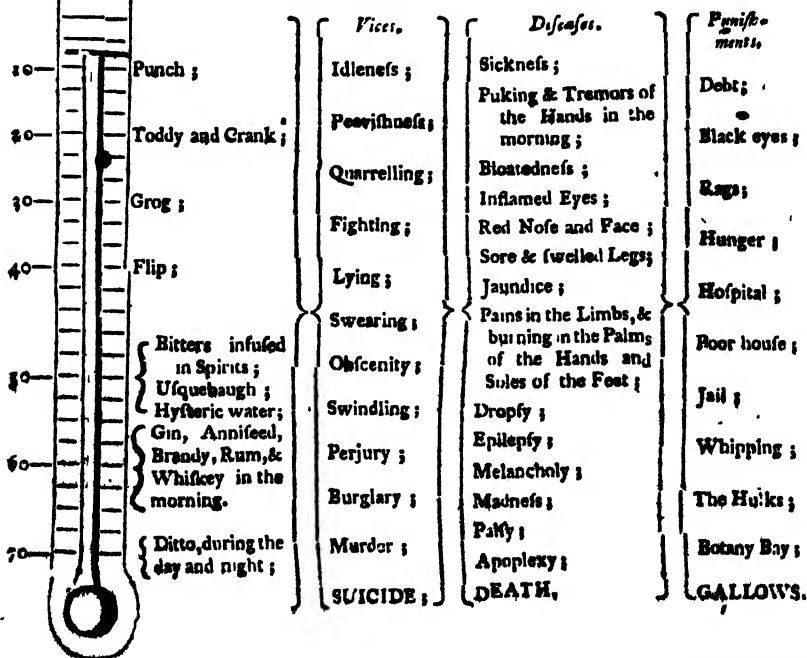 Vices.
Diſeaſes.
Puniſh-
ments.
10
Punch ;
20
Toddy and Crank ;
30
Grog ;
40
Flip ;
Bitters infuſed
in Spirits ;
50
Uſquebaugh ;
Hyſteric water;
Gin, Anniſeed,
Brandy, Rum, &
60
Whiſkey in the
morning.
70
Ditto, during the
day and night ;
Idleneſs ;
Peeviſhneſs ;
Quarrelling ;
Fighting ;
Lying ;
Swearing ;
Obſcenity ;
Swindling ;
Perjury ;
Burglary ;
Murder ;
SUICIDE ;
Sickneſs ;
Puking & Tremors of
the Hands in the
morning ;
Bloatedneſs ;
Inflamed Eyes ;
Red Noſe and Face ;
Sore & ſwelled Legs;
Jaundice ;
Pains in the Limbs, &
burning in the Palms
of the Hands and
Soles of the Feet ;
Dropſy ;
Epilepſy ;
Melancholy ;
Madneſs ;
Palſy ;
Apoplexy ;
DEATH.
Debt ;
Black eyes ;
Rags ;
Hunger ;
Hoſpital ;
Poor houſe ;
Jail ;
Whipping ;
The Hulks ;
Botany Bay ;
GALLOWS.